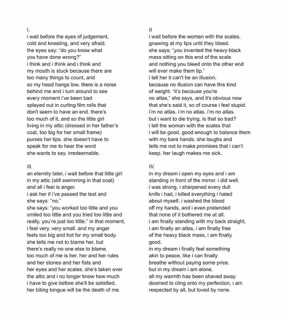 I.
i wait before the eyes of judgement,
cold and kneeling, and very afraid.
the eyes say: "do you know what
you have done wrong?"
i think and i think and i think and
my mouth is stuck because there are
too many things to count, and
so my head hangs low. there is a noise
behind me and i turn around to see
every moment i've been bad
splayed out in curling film rolls that
don't seem to have an end. there's
too much of it, and so the little girl
living in my attic (dressed in her father's
coat, too big for her small frame)
purses her lips, she doesn't have to
speak for me to hear the word
she wants to say. irredeemable.
II
i wait before the woman with the scales,
gnawing at my lips until they bleed.
she says: "you invented the heavy black
mass sitting on this end of the scale
and nothing you bleed onto the other end
will ever make them tip."
i tell her it can't be an illusion,
because no illusion can have this kind
of weight. "it's because you're
no atlas." she says, and it's obvious now
that she's said it, so of course i feel stupid.
i'm no atlas. i'm no atlas. i'm no atlas.
but i want to die trying, is that so bad?
i tell the woman with the scales that
i will be good, good enough to balance them
with my bare hands. she laughs and
tells me not to make promises that i can't
keep. her laugh makes me sick.
III.
an eternity later, i wait before that little girl
in my attic (still swimming in that coat)
and all i feel is anger.
i ask her if i've passed the test and
she says: "no."
she says: "you worked too little and you
smiled too little and you tried too little and
really, you're just too little." in that moment,
i feel very, very small. and my anger
feels too big and hot for my small body.
she tells me not to blame her, but
there's really no one else to blame.
too much of me is her. her and her rules
and her stones and her fists and
her eyes and her scales. she's taken over
the attic and i no longer know how much
i have to give before she'll be satisfied.
her biting tongue will be the death of me.
IV.
in my dream i open my eyes and i am
standing in front of the mirror. i did well.
i was strong. i sharpened every dull
knife i had, i killed everything i hated
about myself. i washed the blood
off my hands, and i even pretended
that none of it bothered me at all.
i am finally standing with my back straight,
i am finally an atlas, i am finally free
of the heavy black mass, i am finally
good.
in my dream i finally feel something
akin to peace, like i can finally
breathe without paying some price.
but in my dream i am alone.
all my warmth has been shaved away.
doomed to cling onto my perfection, i am
respected by all, but loved by none.